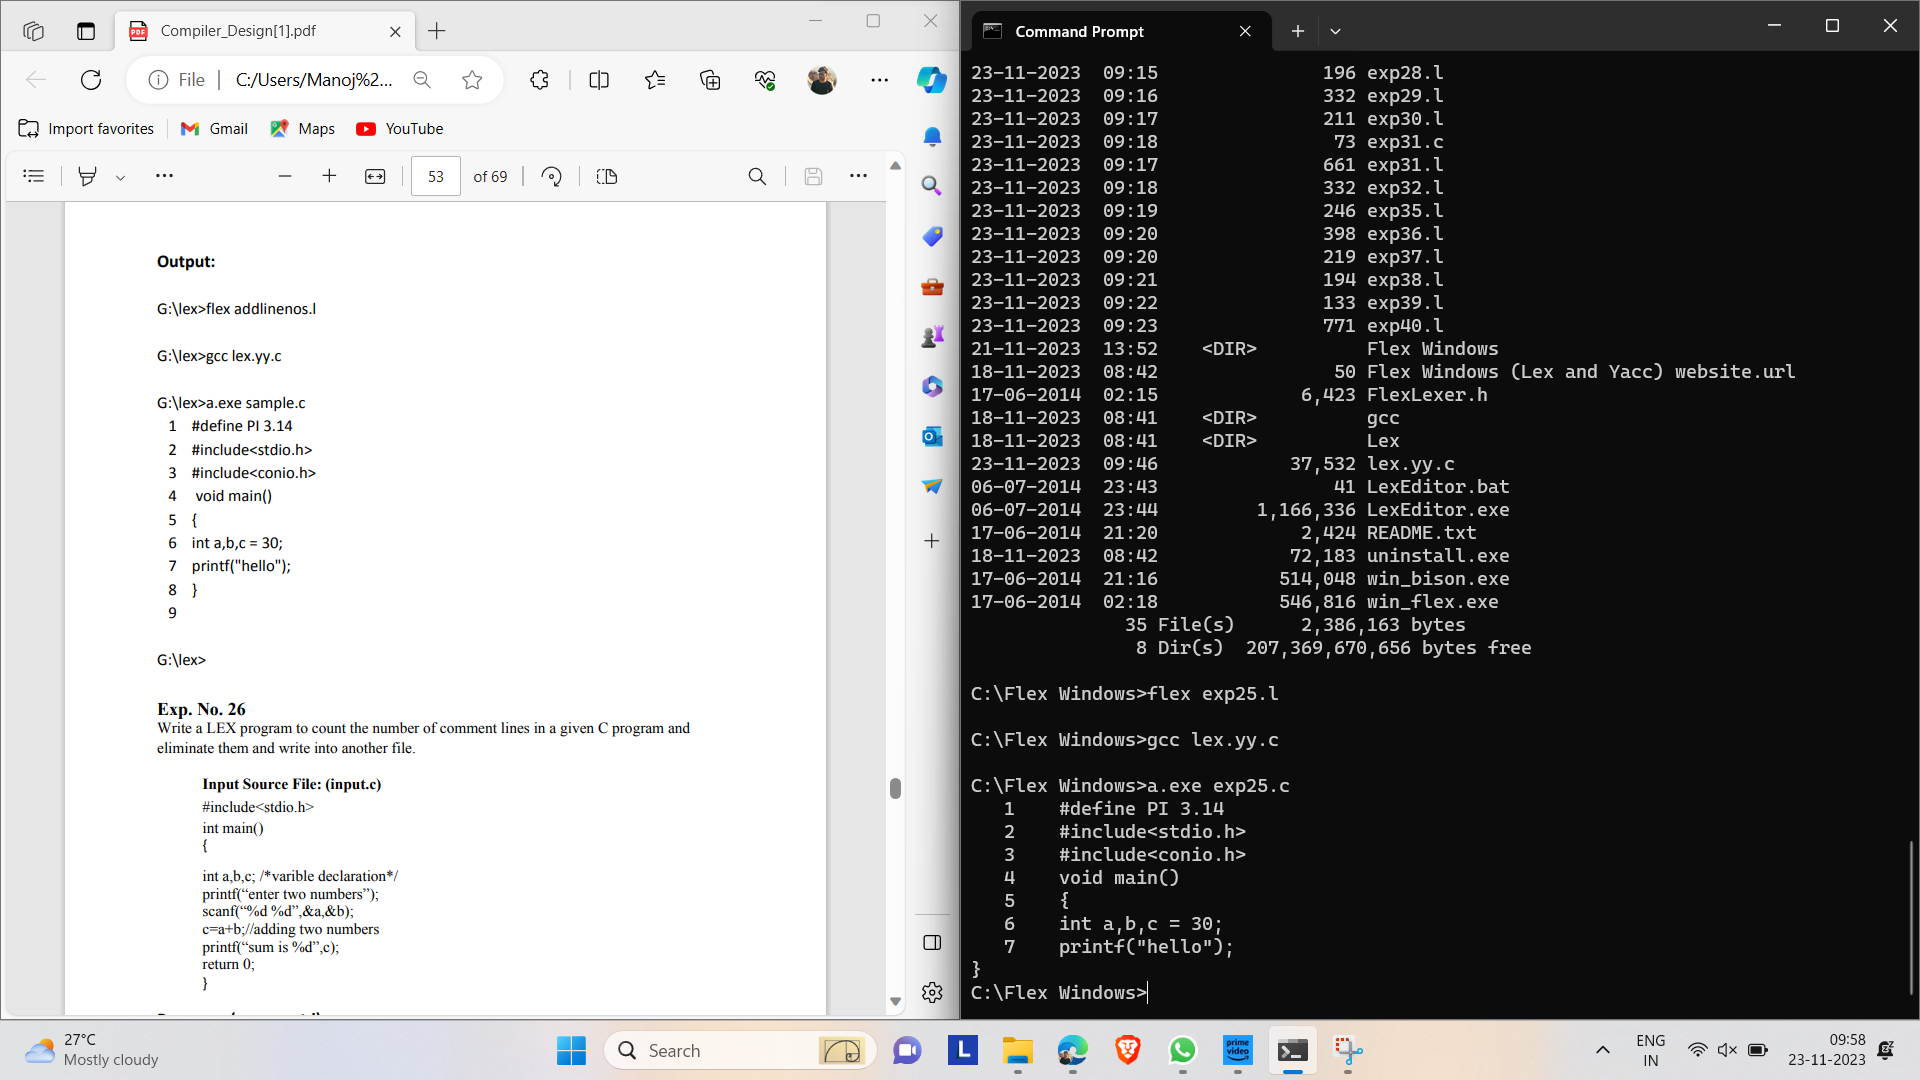 Compiler_Design[1].pdf
File
C:/Users/Manoj%2...
Import favorites
Gmail
Maps
YouTube
53
of 69
Output:
G:\lex>flex addlinenos.l
G:\lex>gcc lex.yy.c
G:\lex>a.exe sample.c
1 #define PI 3.14
2 #include<stdio.h>
3 #include<conio.h>
4 void main()
5 {
6 int a,b,c = 30;
7 printf("hello");
8 }
9
G:\lex>
Exp. No. 26
Write a LEX program to count the number of comment lines in a given C program and
eliminate them and write into another file.
Input Source File: (input.c)
#include<stdio.h>
int main()
{
int a,b,c; /*varible declaration*/
printf(“enter two numbers”);
scanf(“%d %d”,&a,&b);
c=a+b;//adding two numbers
printf(“sum is %d”,c);
return 0;
}
Command Prompt
23-11-2023 09:15 196 exp28.l
23-11-2023 09:16 332 exp29.l
23-11-2023 09:17 211 exp30.l
23-11-2023 09:18 73 exp31.c
23-11-2023 09:17 661 exp31.l
23-11-2023 09:18 332 exp32.l
23-11-2023 09:19 246 exp35.l
23-11-2023 09:20 398 exp36.l
23-11-2023 09:20 219 exp37.l
23-11-2023 09:21 194 exp38.l
23-11-2023 09:22 133 exp39.l
23-11-2023 09:23 771 exp40.l
21-11-2023 13:52 <DIR> Flex Windows
18-11-2023 08:42 50 Flex Windows (Lex and Yacc) website.url
17-06-2014 02:15 6,423 FlexLexer.h
18-11-2023 08:41 <DIR> gcc
18-11-2023 08:41 <DIR> Lex
23-11-2023 09:46 37,532 lex.yy.c
06-07-2014 23:43 41 LexEditor.bat
06-07-2014 23:44 1,166,336 LexEditor.exe
17-06-2014 21:20 2,424 README.txt
18-11-2023 08:42 72,183 uninstall.exe
17-06-2014 21:16 514,048 win_bison.exe
17-06-2014 02:18 546,816 win_flex.exe
35 File(s) 2,386,163 bytes
8 Dir(s) 207,369,670,656 bytes free
C:\Flex Windows>flex exp25.l
C:\Flex Windows>gcc lex.yy.c
C:\Flex Windows>a.exe exp25.c
1 #define PI 3.14
2 #include<stdio.h>
3 #include<conio.h>
4 void main()
5 {
6 int a,b,c = 30;
7 printf("hello");
}
C:\Flex Windows>
27°C
Mostly cloudy
Search
L
prime video
ENG
IN
09:58
23-11-2023